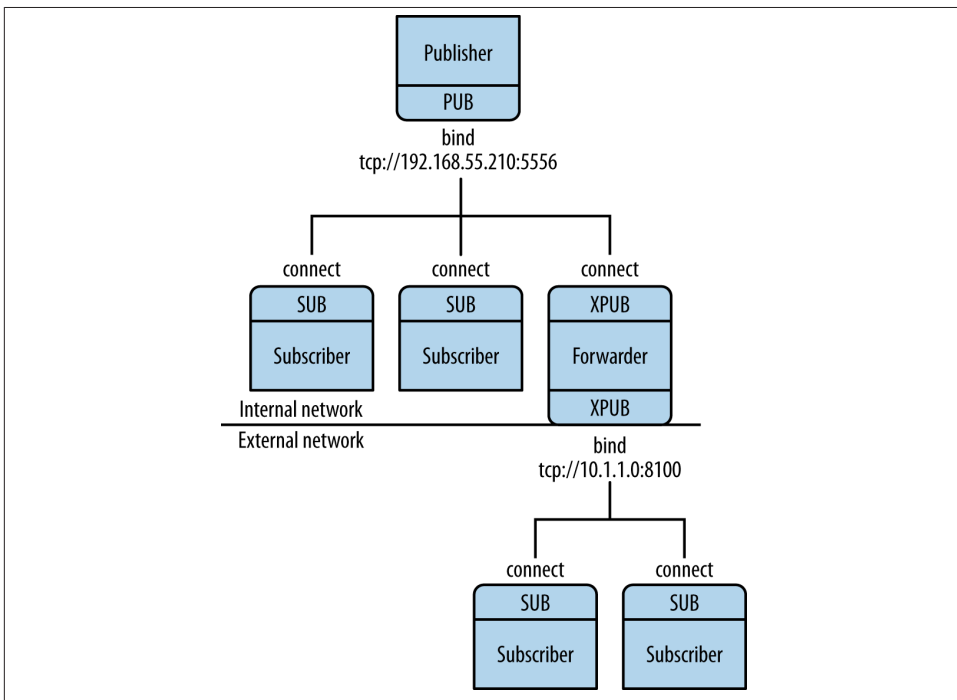 Publisher
PUB
bind
tcp://192.168.55.210:5556
connect connect connect
SUB SUB XPUB
Subscriber Subscriber Forwarder
Internal network XPUB
External network
bind
tcp://10.1.1.0:8100
connect connect
SUB SUB
Subscriber Subscriber